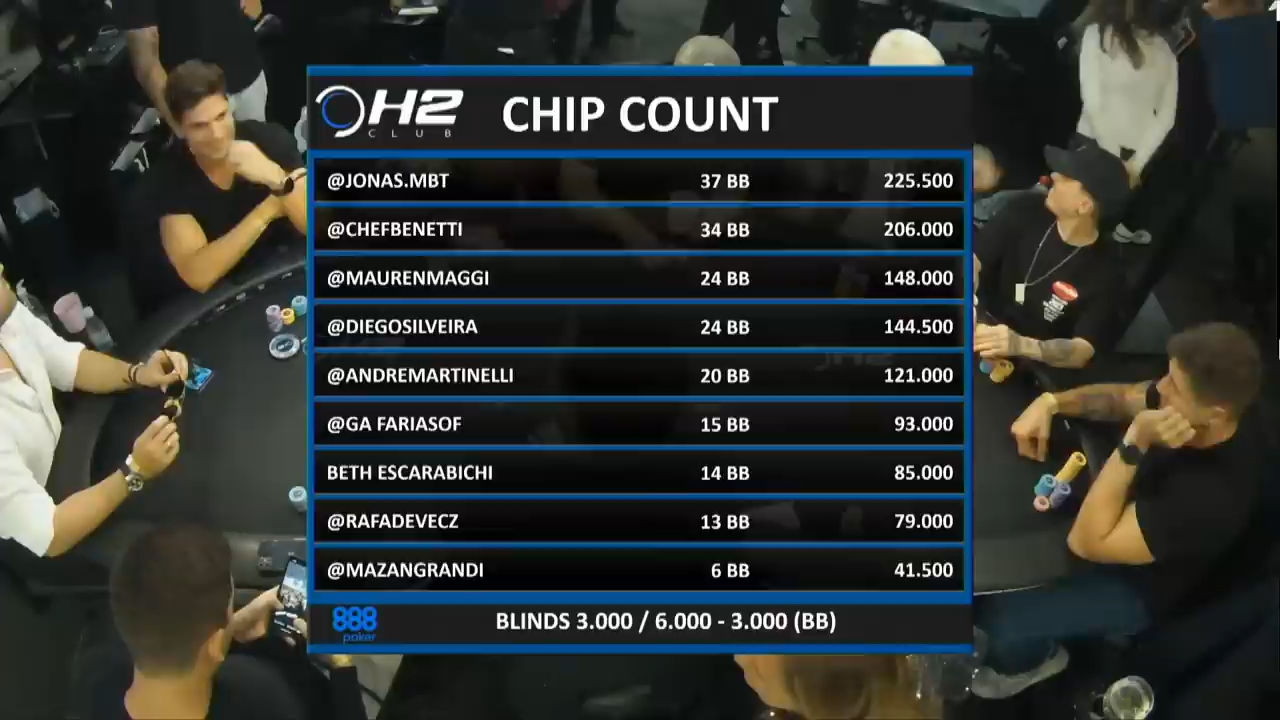 H2 CLUB CHIP COUNT
@JONAS.MBT 37 BB 225.500
@CHEFBENETTI 34 BB 206.000
@MAURENMAGGI 24 BB 148.000
@DIEGOSILVEIRA 24 BB 144.500
@ANDREMARTINELLI 20 BB 121.000
@GA FARIASOF 15 BB 93.000
BETH ESCARABICHI 14 BB 85.000
@RAFADEVECZ 13 BB 79.000
@MAZANGRANDI 6 BB 41.500
888 poker BLINDS 3.000 / 6.000 - 3.000 (BB)